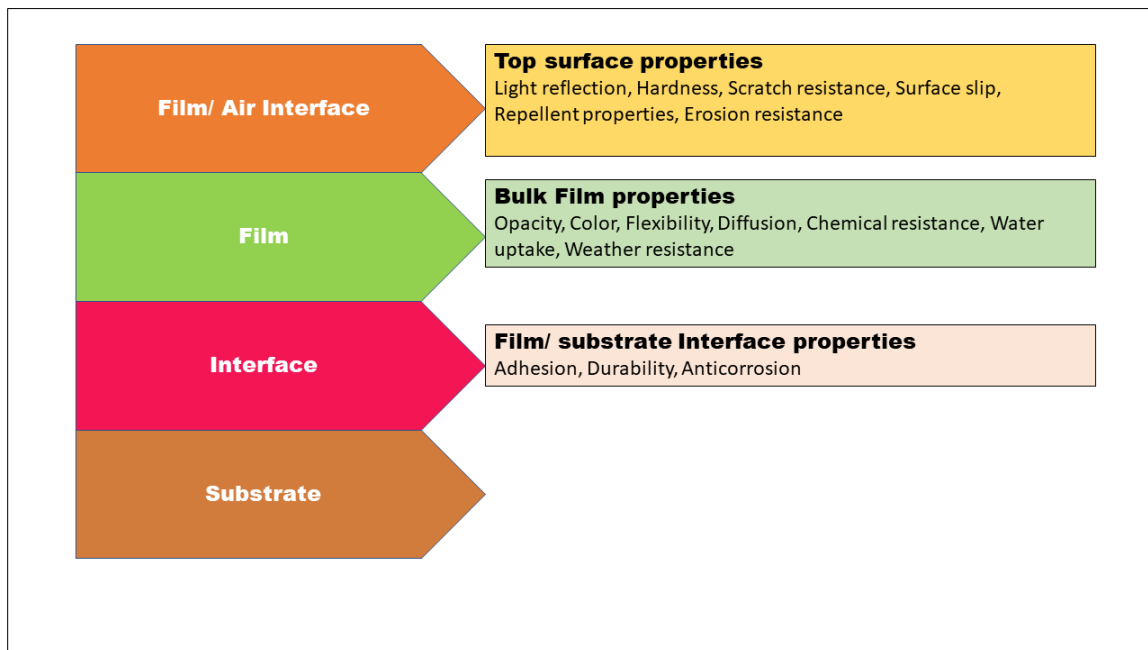 Film/ Air Interface
Top surface properties
Light reflection, Hardness, Scratch resistance, Surface slip,
Repellent properties, Erosion resistance
Film
Bulk Film properties
Opacity, Color, Flexibility, Diffusion, Chemical resistance, Water
uptake, Weather resistance
Interface
Film/ substrate Interface properties
Adhesion, Durability, Anticorrosion
Substrate